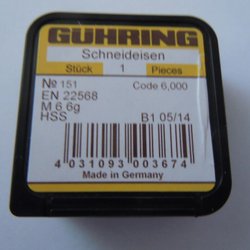 GUHRING
Schneideisen
Stück 1 Pieces
№ 151 Code 6,000
EN 22568
M 6 6g
HSS B1 05/14
4 031093 003674
Made in Germany